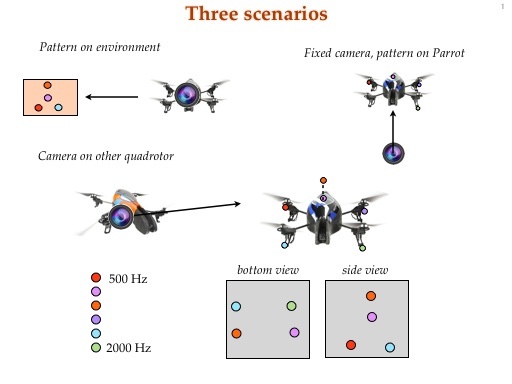 Three scenarios
1
Pattern on environment
Fixed camera, pattern on Parrot
Camera on other quadrotor
bottom view
side view
500 Hz
2000 Hz